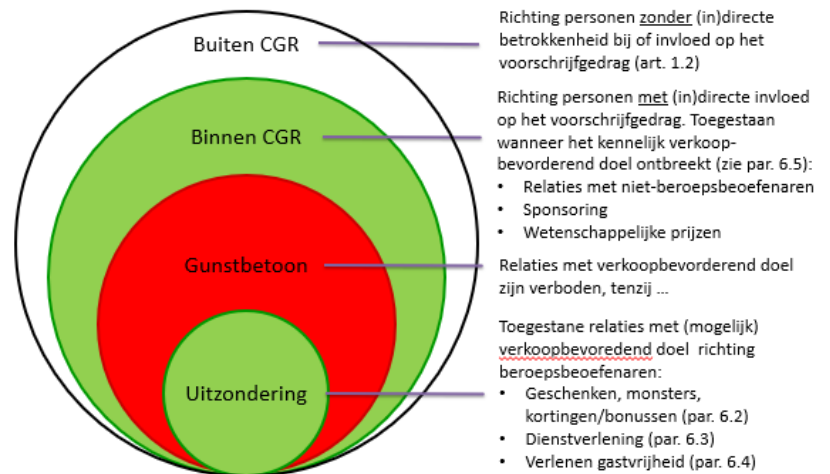 Buiten CGR
Richting personen zonder (in)directe
betrokkenheid bij of invloed op het
voorschrijfgedrag (art. 1.2)
Binnen CGR
Richting personen met (in)directe invloed
op het voorschrijfgedrag. Toegestaan
wanneer het kennelijk verkoop-
bevorderend doel ontbreekt (zie par. 6.5):
• Relaties met niet-beroepsbeoefenaren
• Sponsoring
• Wetenschappelijke prijzen
Gunstbetoon
Relaties met verkoopbevorderend doel
zijn verboden, tenzij ...
Uitzondering
Toegestane relaties met (mogelijk)
verkoopbevoredend doel richting
beroepsbeoefenaren:
• Geschenken, monsters,
kortingen/bonussen (par. 6.2)
• Dienstverlening (par. 6.3)
• Verlenen gastvrijheid (par. 6.4)